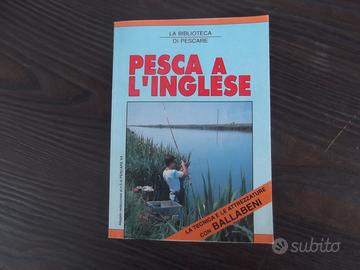 LA BIBLIOTECA
DI PESCARE
PESCA A
L'INGLESE
LA TECNICA E LE ATTREZZATURE
CON BALLABENI
subito